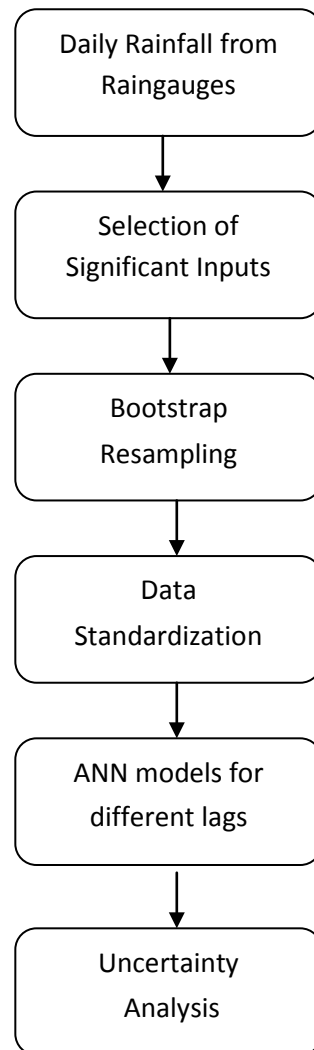 Daily Rainfall from
Raingauges
Selection of
Significant Inputs
Bootstrap
Resampling
Data
Standardization
ANN models for
different lags
Uncertainty
Analysis